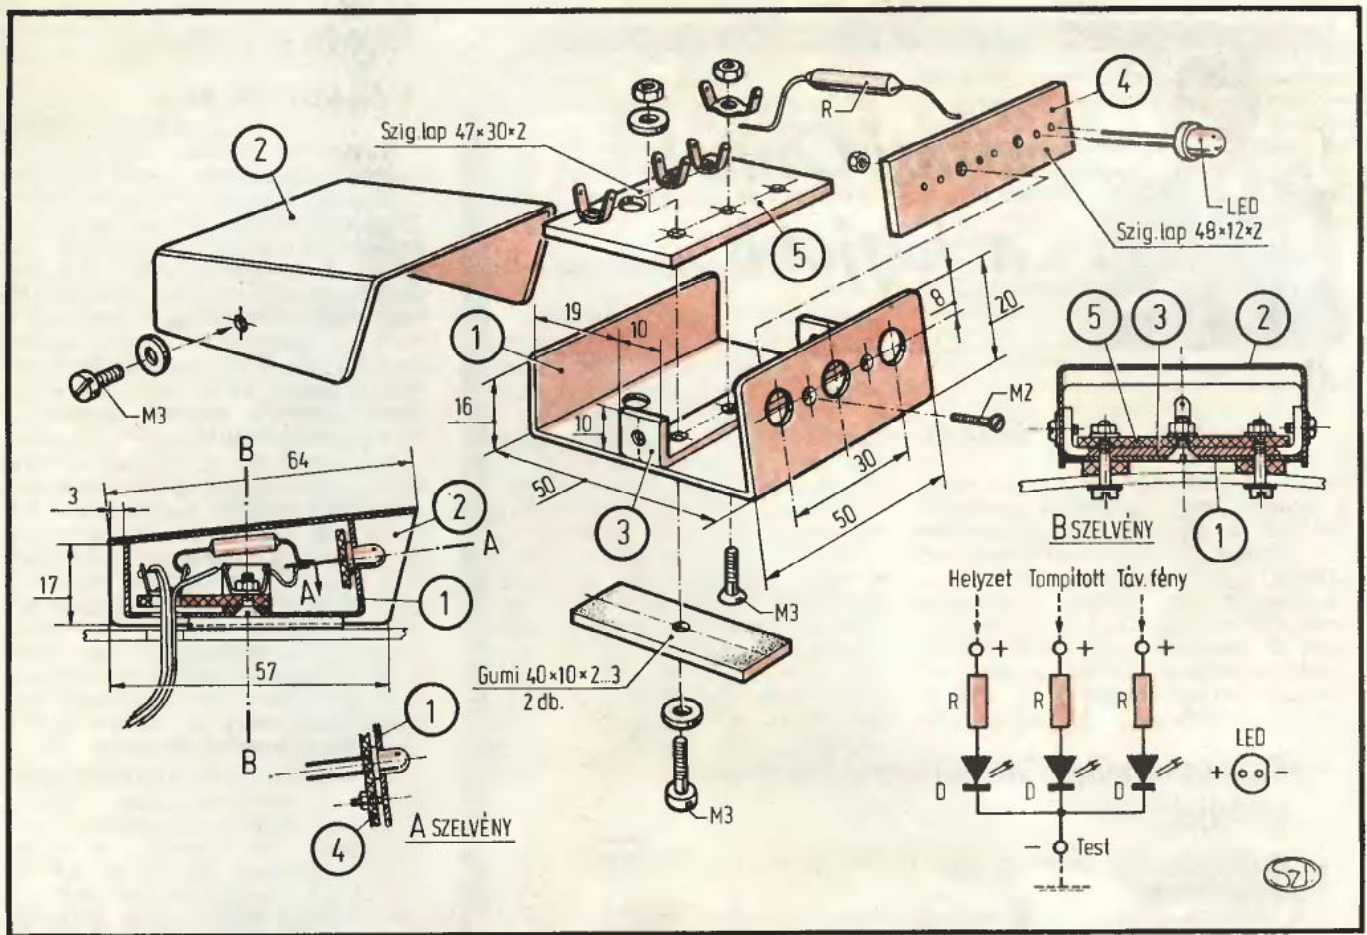 4
R
Szig. lap 47×30×2
2
LED
Szig. lap 48×12×2
5
M3
1
19
10
8
20
16
10
M2
50
30
50
3
5
3
2
B SZELVÉNY
1
B
64
3
2
A
A
17
1
57
B
1
4
A SZELVÉNY
M3
Gumi 40×10×2...3
2 db.
M3
Helyzet Tompított Táv. fény
+ + +
R R R
D D D
LED
+ -
- Test
SzJ